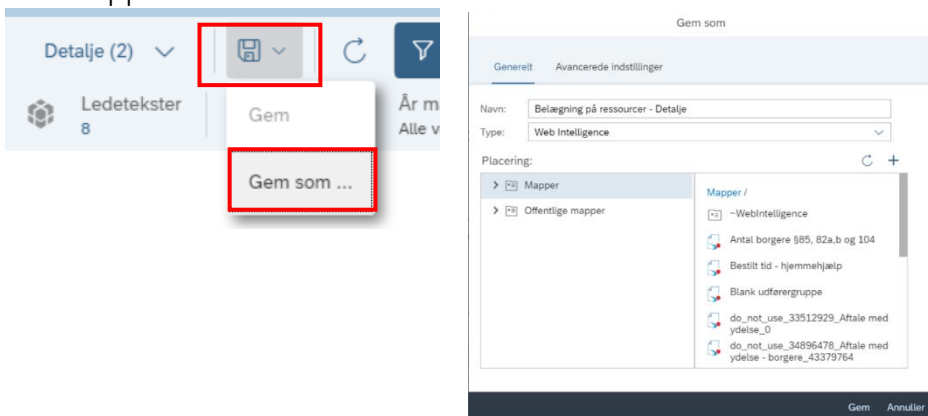 Detalje (2)
Ledetekster
8
År m
Alle v
Gem
Gem som ...
Gem som
Generelt Avancerede indstillinger
Navn: Belægning på ressourcer - Detalje
Type: Web Intelligence
Placering:
Mapper
Offentlige mapper
Mapper /
~WebIntelligence
Antal borgere §85, 82a,b og 104
Bestilt tid - hjemmehjælp
Blank udførergruppe
do_not_use_33512929_Aftale med
ydelse_0
do_not_use_34896478_Aftale med
ydelse - borgere_43379764
Gem Annuller